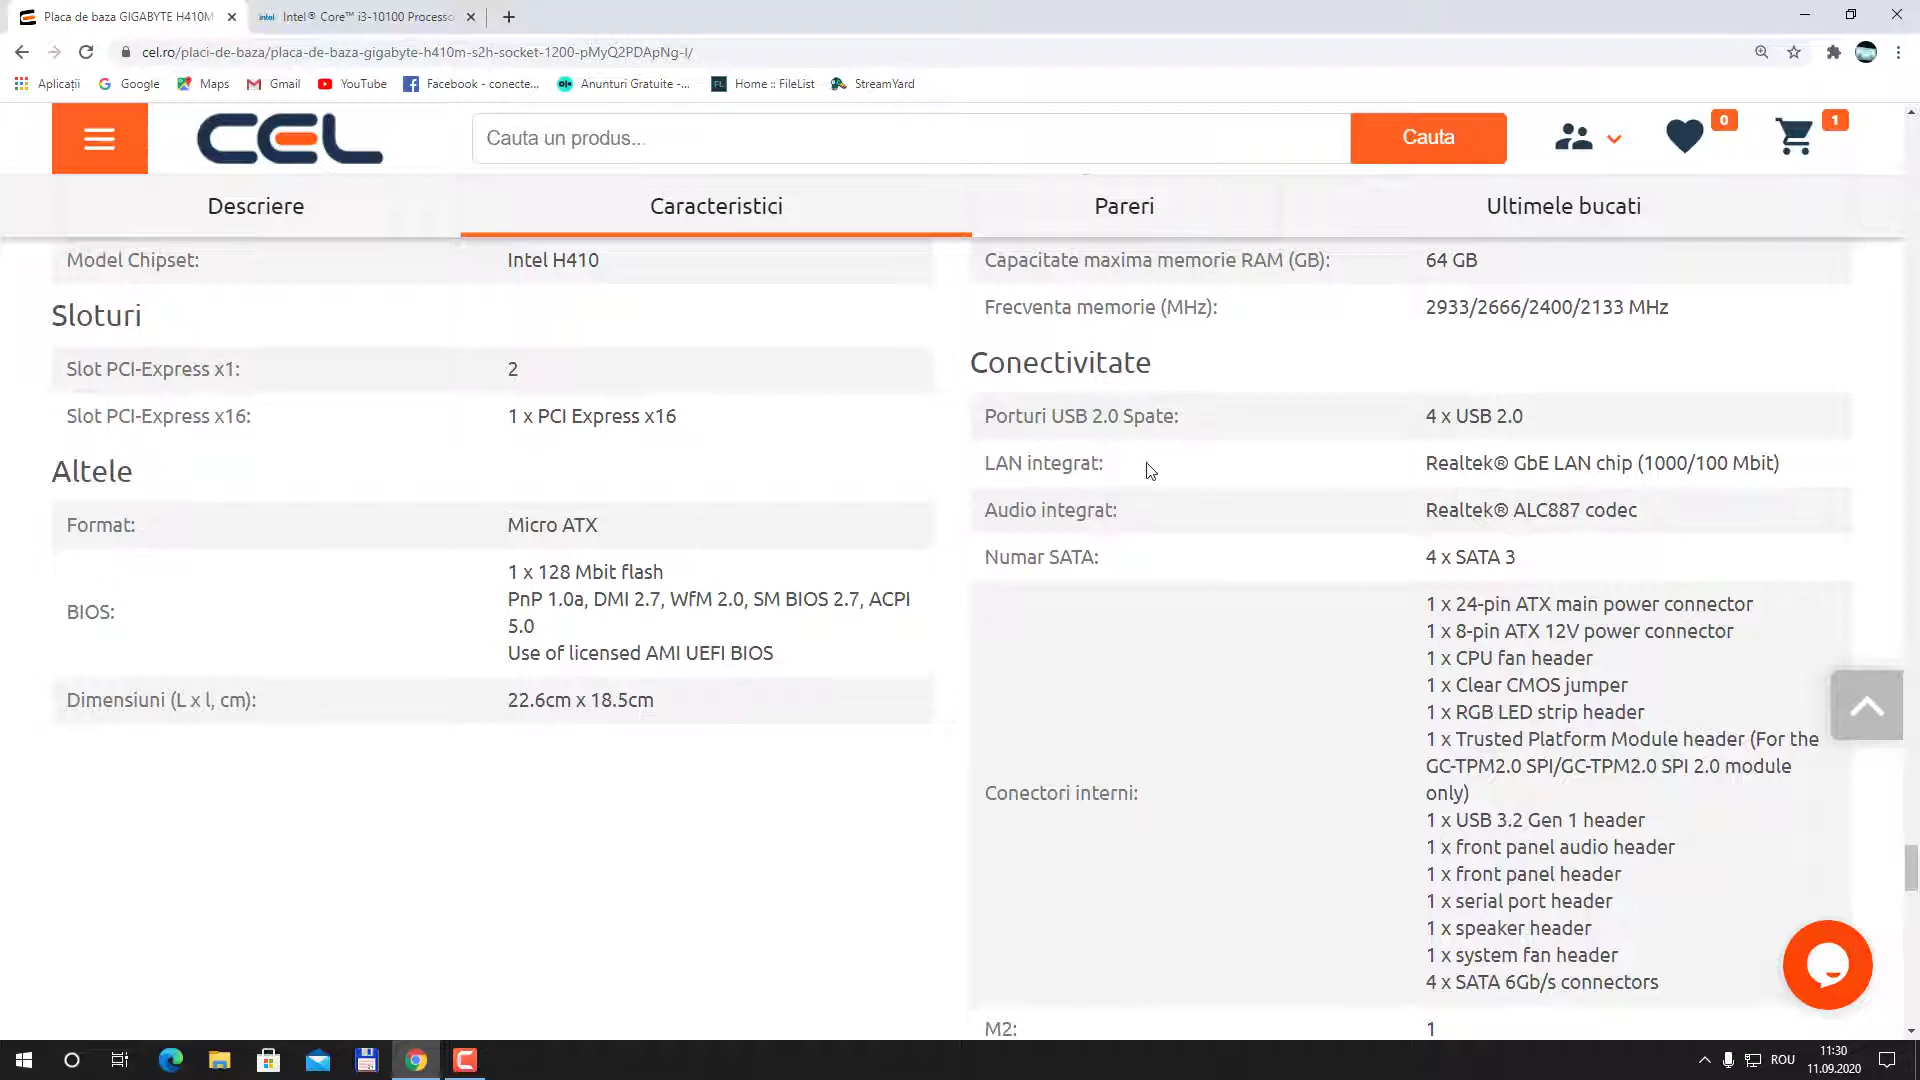 Placa de baza GIGABYTE H410M
Intel® Core™ i3-10100 Processo
cel.ro/placi-de-baza/placa-de-baza-gigabyte-h410m-s2h-socket-1200-pMyQ2PDApNg-l/
Aplicații
Google
Maps
Gmail
YouTube
Facebook - conecte...
Anunturi Gratuite -...
Home :: FileList
StreamYard
CEL
Cauta un produs...
Cauta
0
1
Descriere
Caracteristici
Pareri
Ultimele bucati
Model Chipset:
Intel H410
Sloturi
Slot PCI-Express x1:
2
Slot PCI-Express x16:
1 x PCI Express x16
Altele
Format:
Micro ATX
BIOS:
1 x 128 Mbit flash
PnP 1.0a, DMI 2.7, WfM 2.0, SM BIOS 2.7, ACPI
5.0
Use of licensed AMI UEFI BIOS
Dimensiuni (L x l, cm):
22.6cm x 18.5cm
Capacitate maxima memorie RAM (GB):
64 GB
Frecventa memorie (MHz):
2933/2666/2400/2133 MHz
Conectivitate
Porturi USB 2.0 Spate:
4 x USB 2.0
LAN integrat:
Realtek® GbE LAN chip (1000/100 Mbit)
Audio integrat:
Realtek® ALC887 codec
Numar SATA:
4 x SATA 3
Conectori interni:
1 x 24-pin ATX main power connector
1 x 8-pin ATX 12V power connector
1 x CPU fan header
1 x Clear CMOS jumper
1 x RGB LED strip header
1 x Trusted Platform Module header (For the
GC-TPM2.0 SPI/GC-TPM2.0 SPI 2.0 module
only)
1 x USB 3.2 Gen 1 header
1 x front panel audio header
1 x front panel header
1 x serial port header
1 x speaker header
1 x system fan header
4 x SATA 6Gb/s connectors
M2:
1
ROU
11:30
11.09.2020